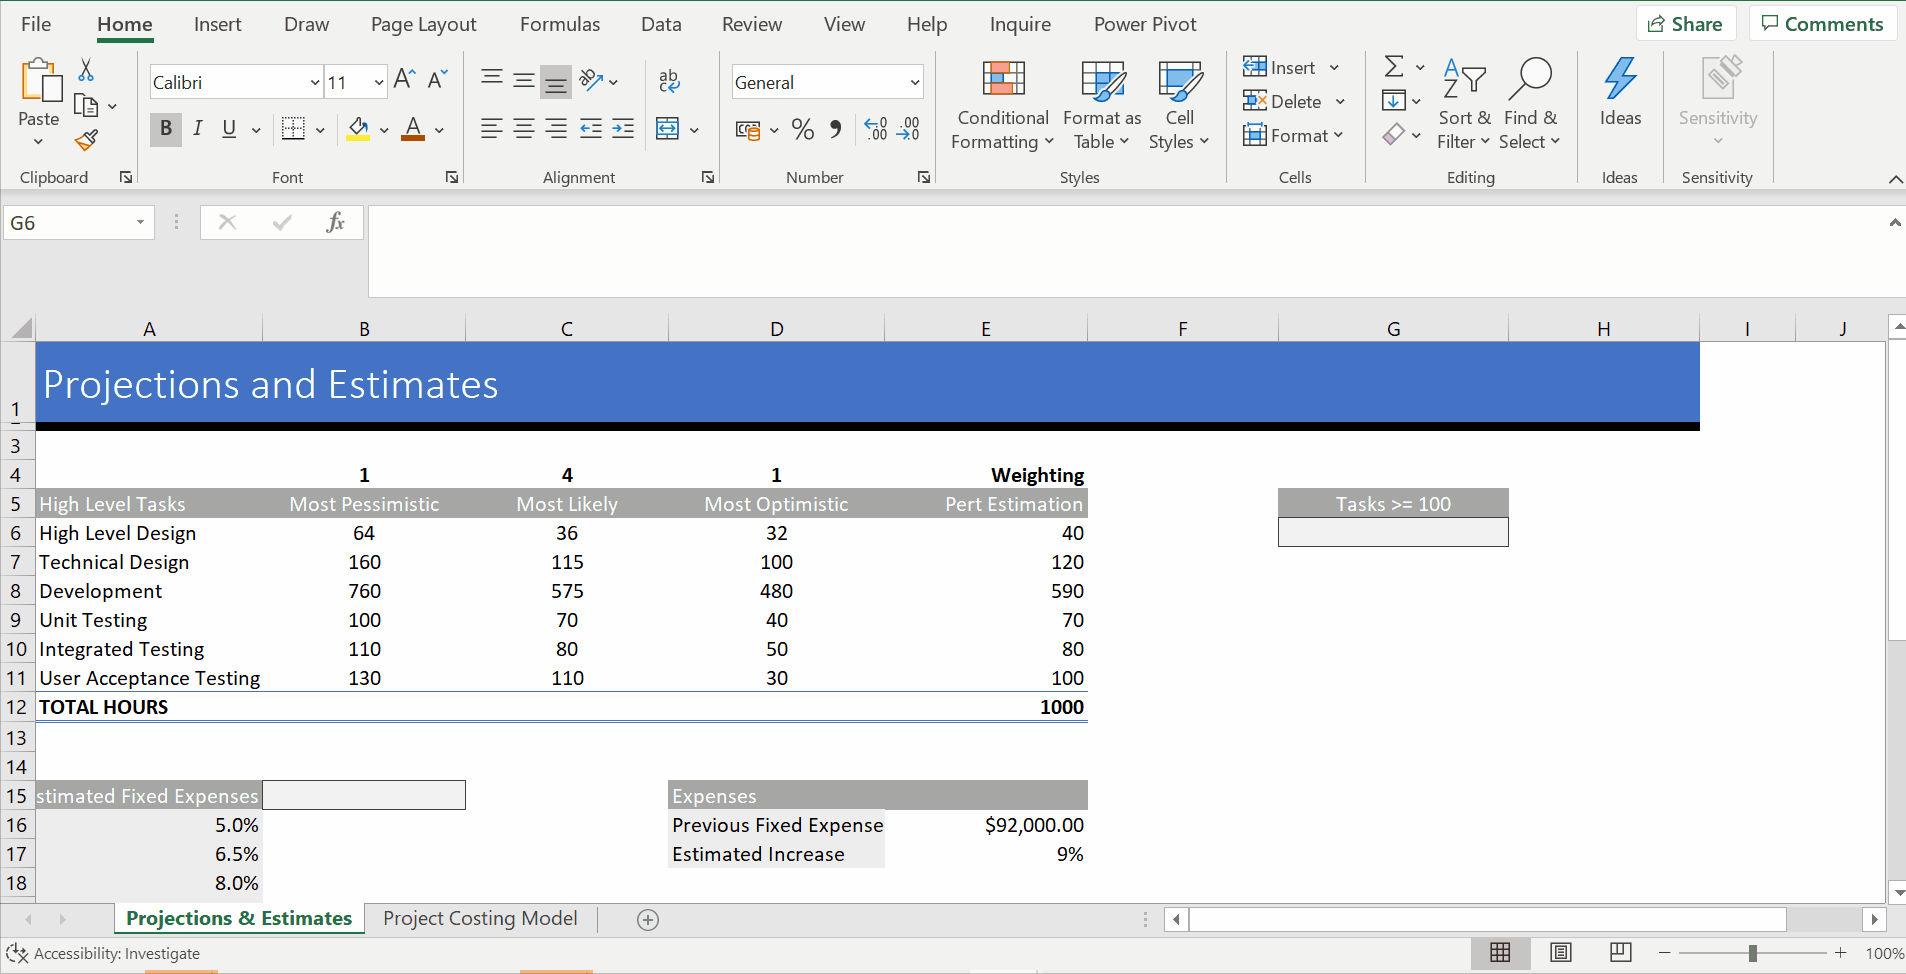 File Home Insert Draw Page Layout Formulas Data Review View Help Inquire Power Pivot Share Comments
Paste
Clipboard
Calibri 11
B I U
Font
ab
Alignment
General
% .00
Number
Conditional Formatting
Format as Table
Cell Styles
Styles
Insert
Delete
Format
Cells
Sort & Filter
Find & Select
Editing
Ideas
Ideas
Sensitivity
Sensitivity
G6 fx
A B C D E F G H I J
1 Projections and Estimates
3
4 1 4 1 Weighting
5 High Level Tasks Most Pessimistic Most Likely Most Optimistic Pert Estimation Tasks >= 100
6 High Level Design 64 36 32 40
7 Technical Design 160 115 100 120
8 Development 760 575 480 590
9 Unit Testing 100 70 40 70
10 Integrated Testing 110 80 50 80
11 User Acceptance Testing 130 110 30 100
12 TOTAL HOURS 1000
13
14
15 stimated Fixed Expenses Expenses
16 5.0% Previous Fixed Expense $92,000.00
17 6.5% Estimated Increase 9%
18 8.0%
Projections & Estimates Project Costing Model
Accessibility: Investigate 100%